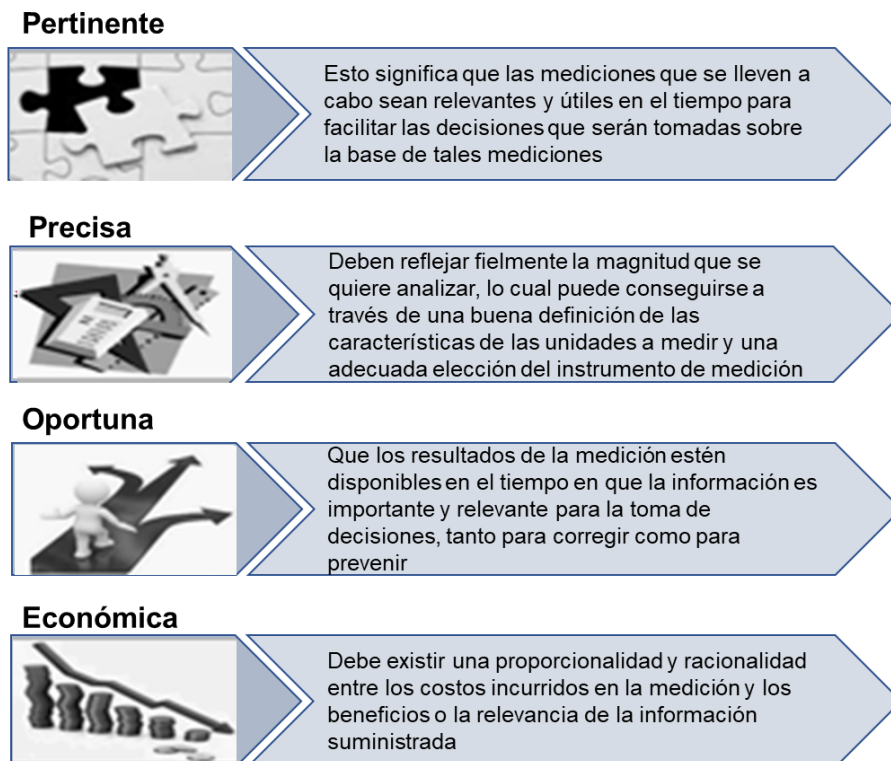 Pertinente
Esto significa que las mediciones que se lleven a
cabo sean relevantes y útiles en el tiempo para
facilitar las decisiones que serán tomadas sobre
la base de tales mediciones
Precisa
Deben reflejar fielmente la magnitud que se
quiere analizar, lo cual puede conseguirse a
través de una buena definición de las
características de las unidades a medir y una
adecuada elección del instrumento de medición
Oportuna
Que los resultados de la medición estén
disponibles en el tiempo en que la información es
importante y relevante para la toma de
decisiones, tanto para corregir como para
prevenir
Económica
Debe existir una proporcionalidad y racionalidad
entre los costos incurridos en la medición y los
beneficios o la relevancia de la información
suministrada